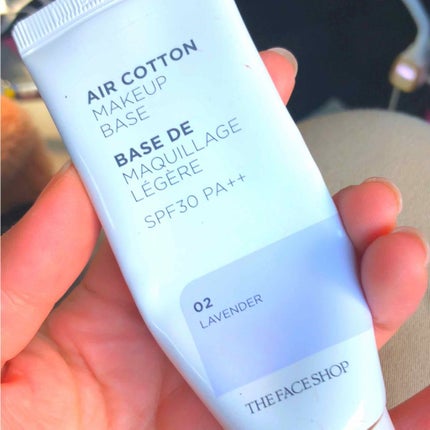 AIR COTTON
MAKEUP
BASE
BASE DE
MAQUILLAGE
LÉGÈRE
SPF30 PA++
02
LAVENDER
THE FACE SHOP